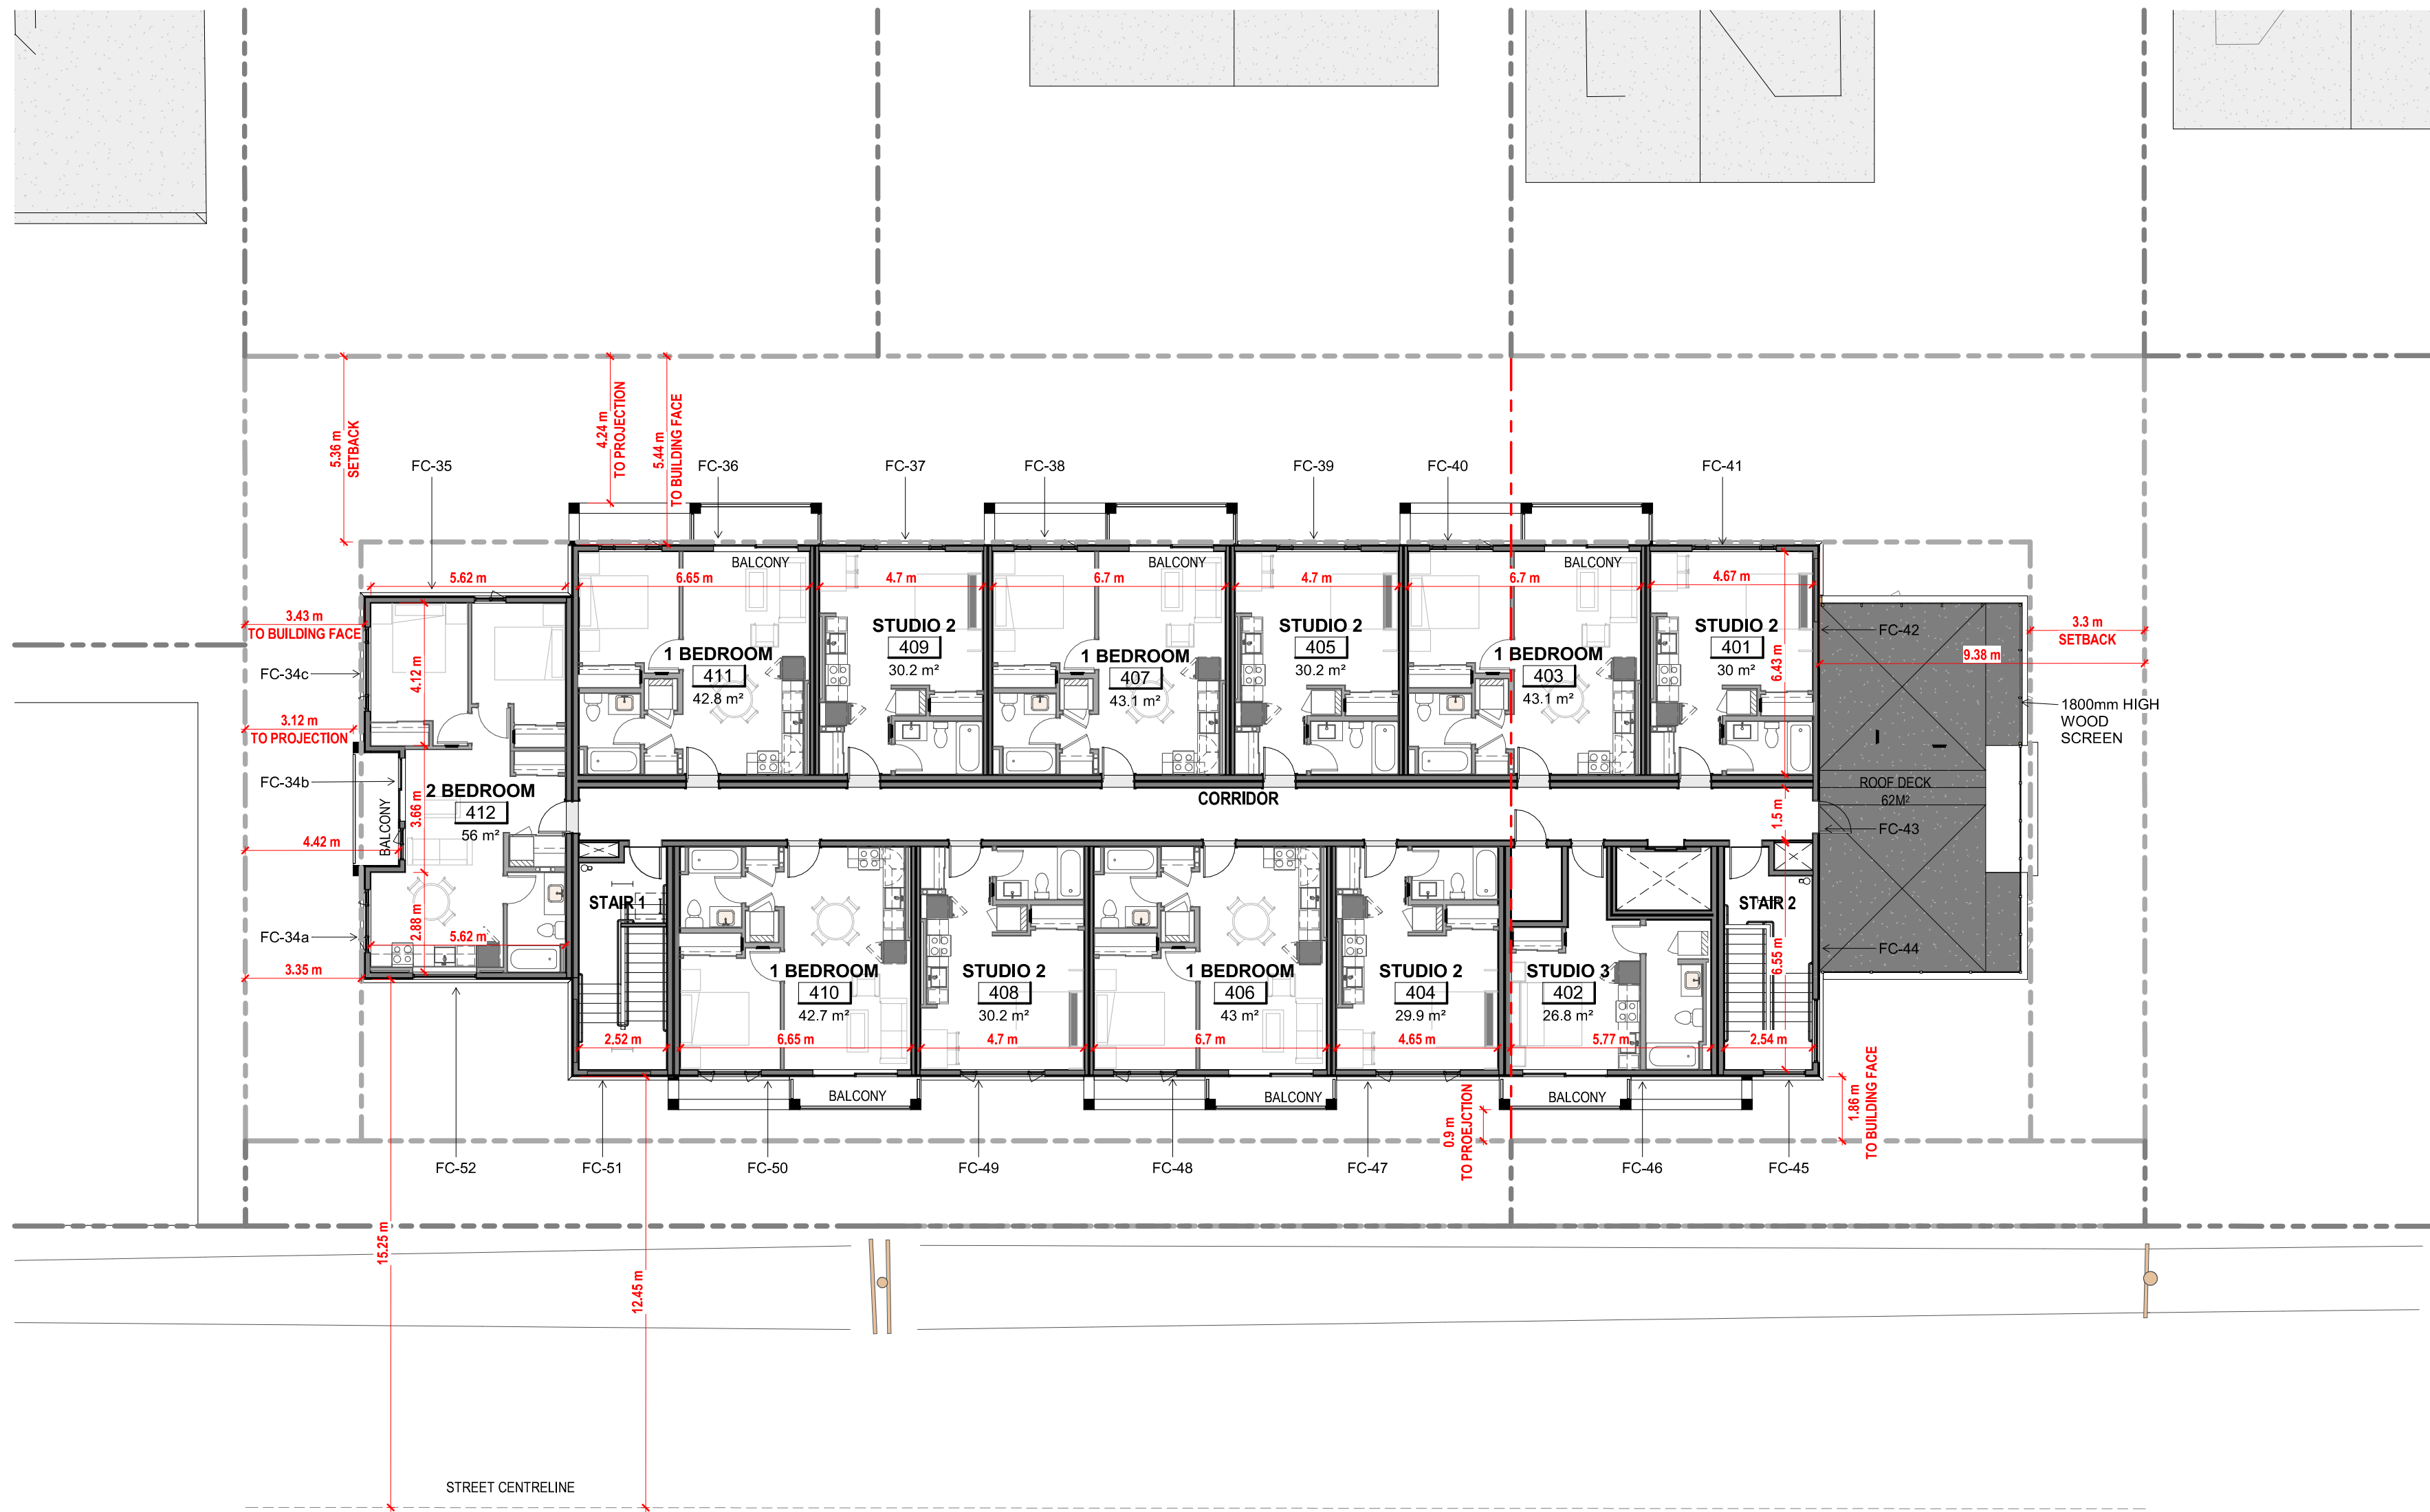 5.36 m
SETBACK
4.24 m
TO PROJECTION
5.44 m
TO BUILDING FACE
FC-35
FC-36
FC-37
FC-38
FC-39
FC-40
FC-41
BALCONY
BALCONY
BALCONY
5.62 m
6.65 m
4.7 m
6.7 m
4.7 m
6.7 m
4.67 m
3.43 m
TO BUILDING FACE
FC-34c
4.12 m
3.12 m
TO PROJECTION
FC-34b
1 BEDROOM
411
42.8 m²
STUDIO 2
409
30.2 m²
1 BEDROOM
407
43.1 m²
STUDIO 2
405
30.2 m²
1 BEDROOM
403
43.1 m²
STUDIO 2
401
30 m²
6.43 m
FC-42
9.38 m
3.3 m
SETBACK
1800mm HIGH
WOOD
SCREEN
ROOF DECK
62M²
FC-43
FC-44
2 BEDROOM
412
56 m²
BALCONY
3.66 m
4.42 m
2.88 m
FC-34a
5.62 m
3.35 m
CORRIDOR
1.5 m
STAIR 1
STAIR 2
6.55 m
1 BEDROOM
410
42.7 m²
STUDIO 2
408
30.2 m²
1 BEDROOM
406
43 m²
STUDIO 2
404
29.9 m²
STUDIO 3
402
26.8 m²
2.52 m
6.65 m
4.7 m
6.7 m
4.65 m
5.77 m
2.54 m
BALCONY
BALCONY
BALCONY
0.9 m
TO PROEJCTION
1.86 m
TO BUILDING FACE
FC-52
FC-51
FC-50
FC-49
FC-48
FC-47
FC-46
FC-45
15.25 m
12.45 m
STREET CENTRELINE